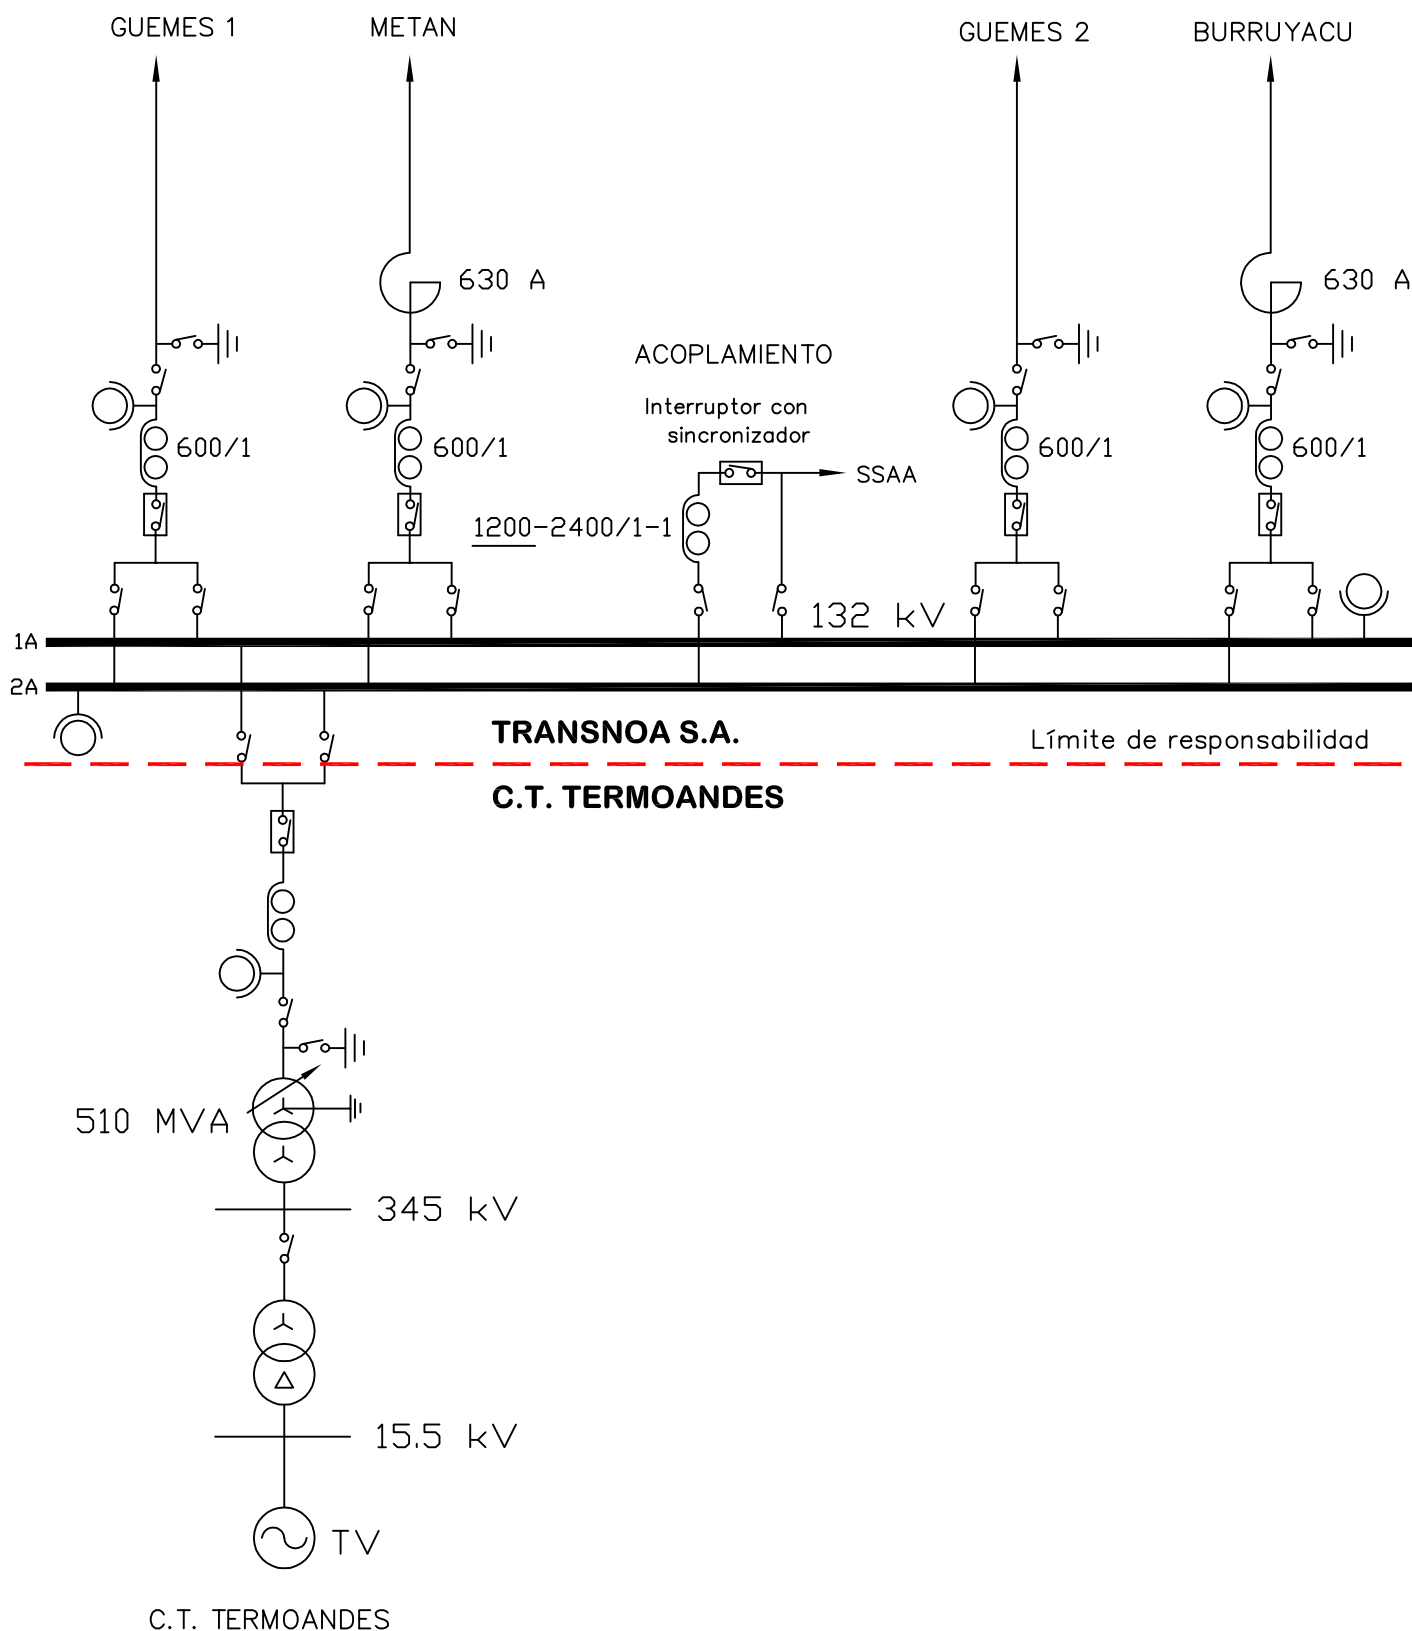 GUEMES 1
METAN
GUEMES 2
BURRUYACU
630 A
630 A
ACOPLAMIENTO
Interruptor con
sincronizador
600/1
600/1
600/1
600/1
SSAA
1200-2400/1-1
132 kV
1A
2A
TRANSNOA S.A.
Límite de responsabilidad
C.T. TERMOANDES
510 MVA
345 kV
15.5 kV
TV
C.T. TERMOANDES